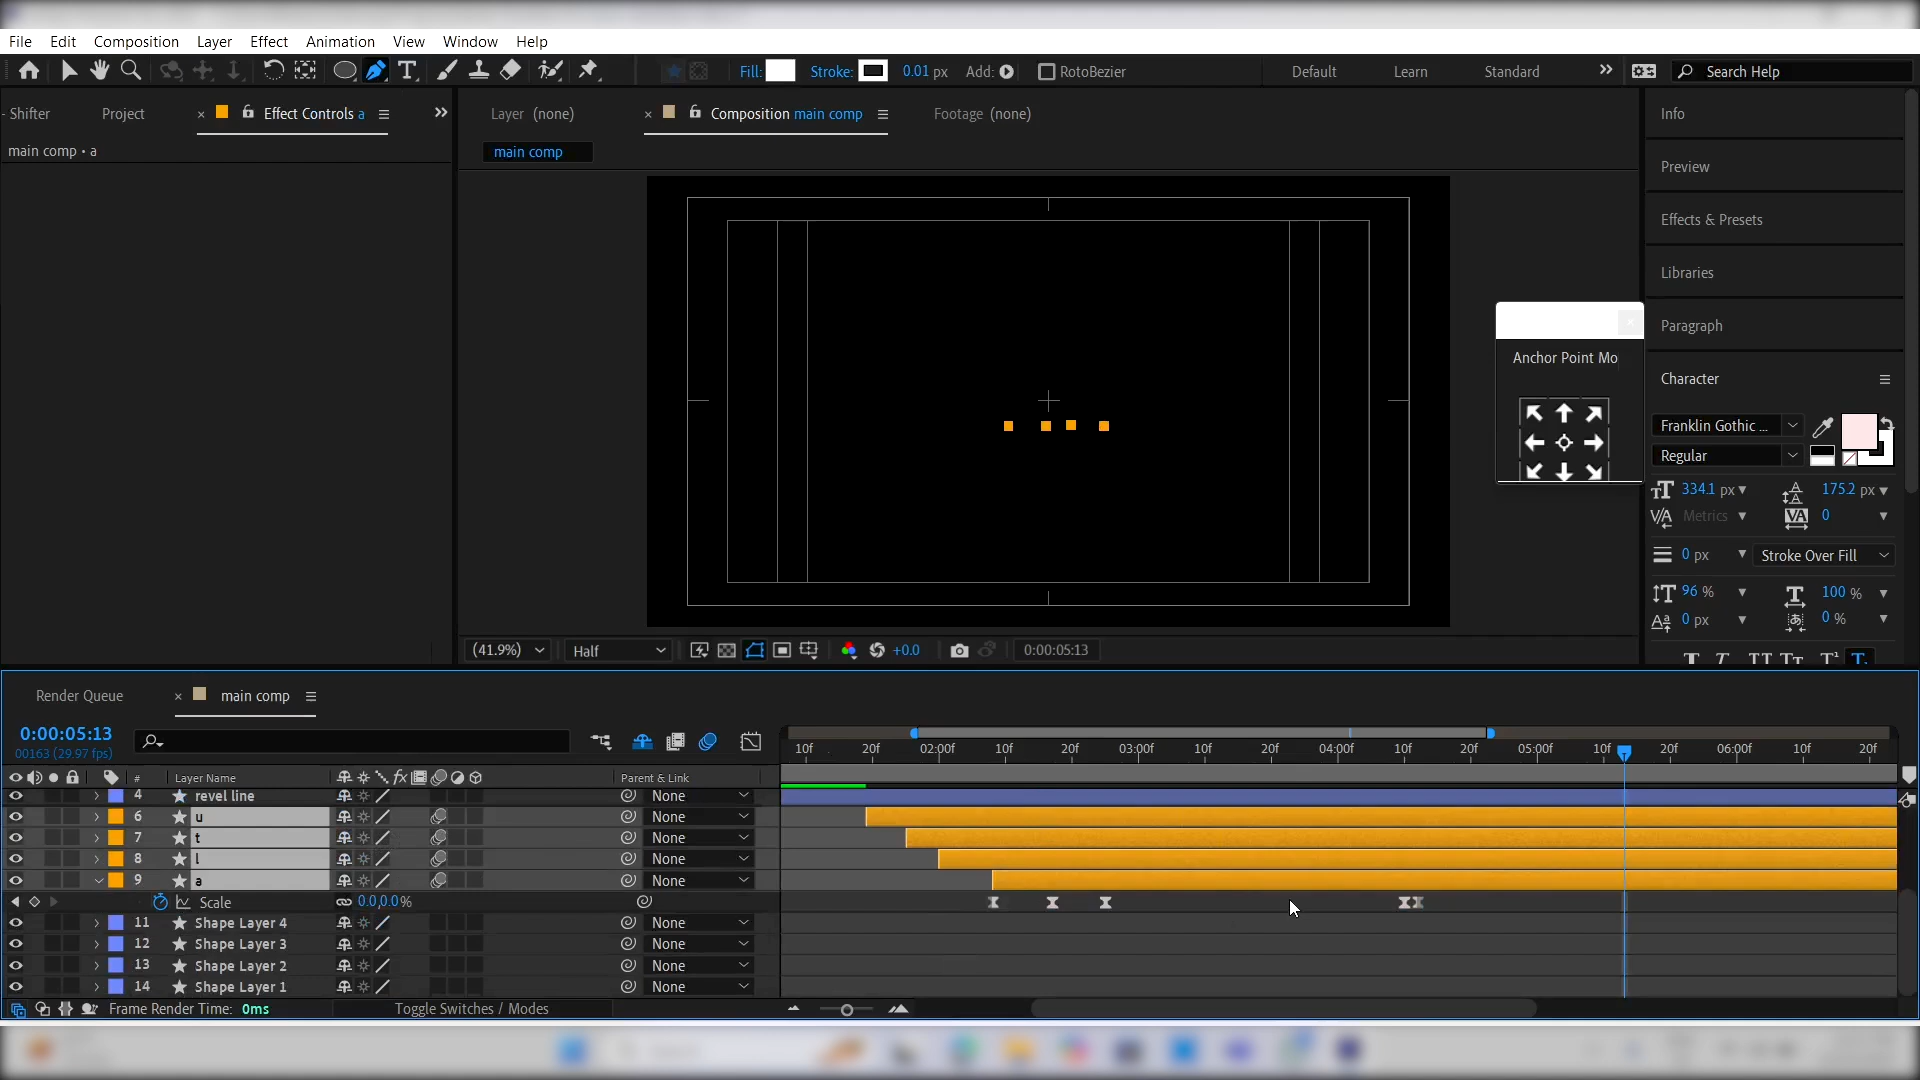 File Edit Composition Layer Effect Animation View Window Help
Fill: Stroke: 0.01 px Add: RotoBezier Default Learn Standard Search Help
Shifter Project × Effect Controls a Layer (none) × Composition main comp Footage (none) Info
main comp • a
main comp
Preview
Effects & Presets
Libraries
Paragraph
Anchor Point Mo
Character
Franklin Gothic ...
Regular
334.1 px 175.2 px
Metrics 0
0 px Stroke Over Fill
96 % 100 %
0 px 0 %
(41.9%) Half +0.0 0:00:05:13
Render Queue × main comp
0:00:05:13
00163 (29.97 fps)
10f 20f 02:00f 10f 20f 03:00f 10f 20f 04:00f 10f 20f 05:00f 10f 20f 06:00f 10f 20f
# Layer Name Parent & Link
4 revel line None
6 u None
7 t None
8 l None
9 a None
Scale 0.0,0.0%
11 Shape Layer 4 None
12 Shape Layer 3 None
13 Shape Layer 2 None
14 Shape Layer 1 None
Frame Render Time: 0ms Toggle Switches / Modes